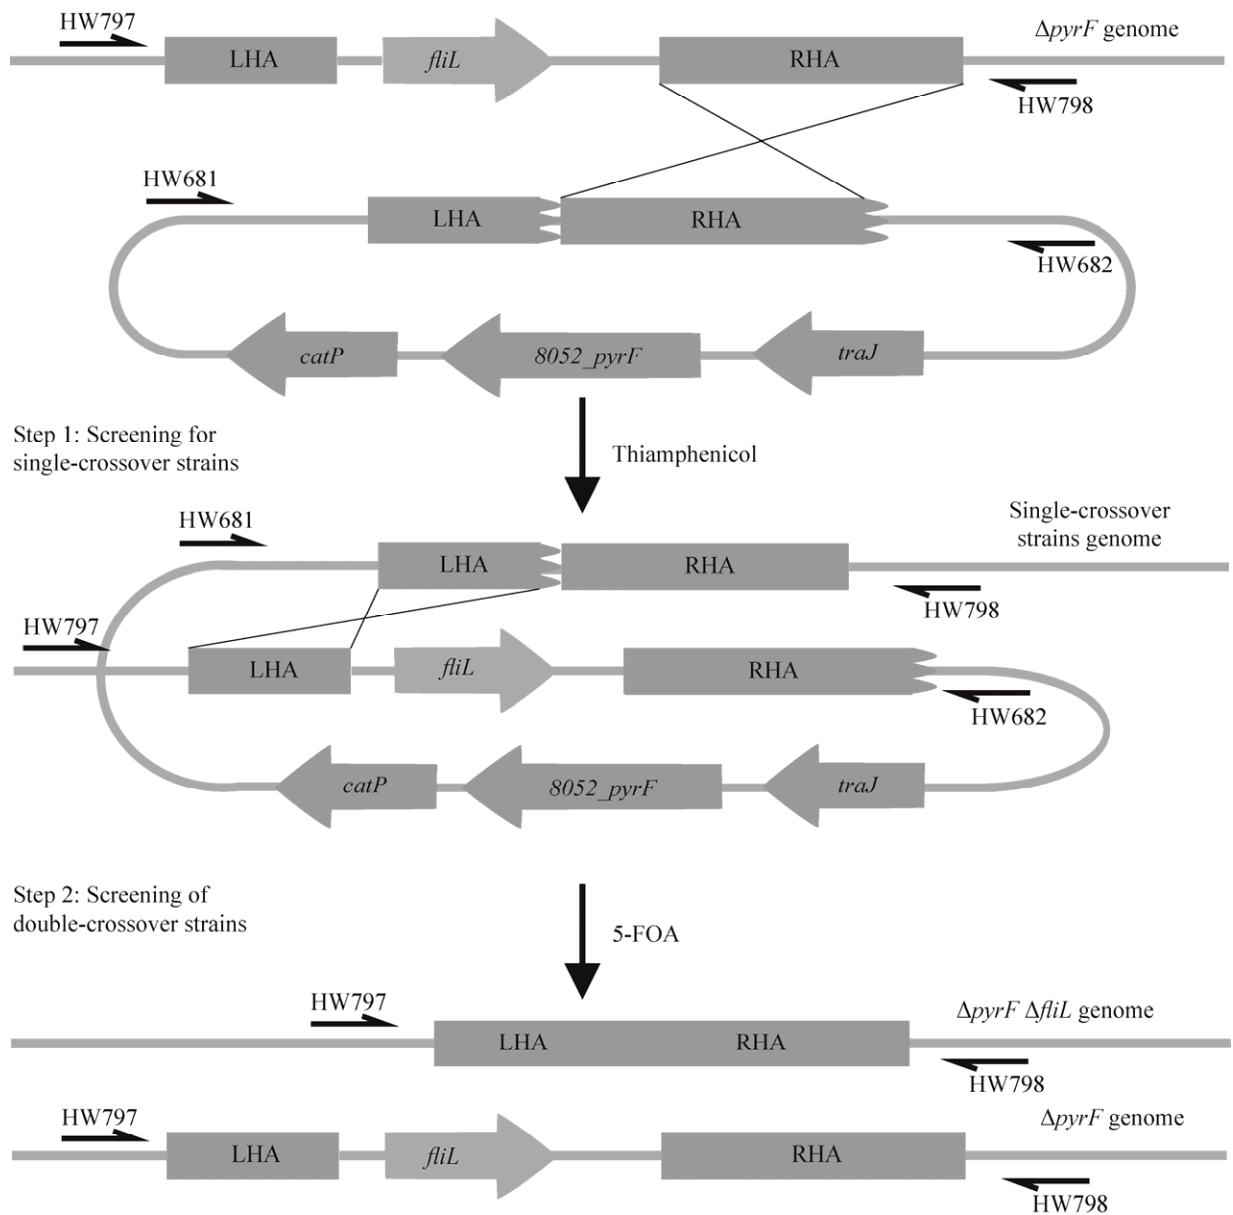 HW797
LHA
fliL
RHA
ΔpyrF genome
HW798
HW681
LHA
RHA
HW682
catP
8052_pyrF
traJ
Step 1: Screening for
single-crossover strains
Thiamphenicol
HW681
LHA
RHA
Single-crossover
strains genome
HW798
HW797
LHA
fliL
RHA
HW682
catP
8052_pyrF
traJ
Step 2: Screening of
double-crossover strains
5-FOA
HW797
LHA
RHA
ΔpyrF ΔfliL genome
HW798
HW797
LHA
fliL
RHA
ΔpyrF genome
HW798